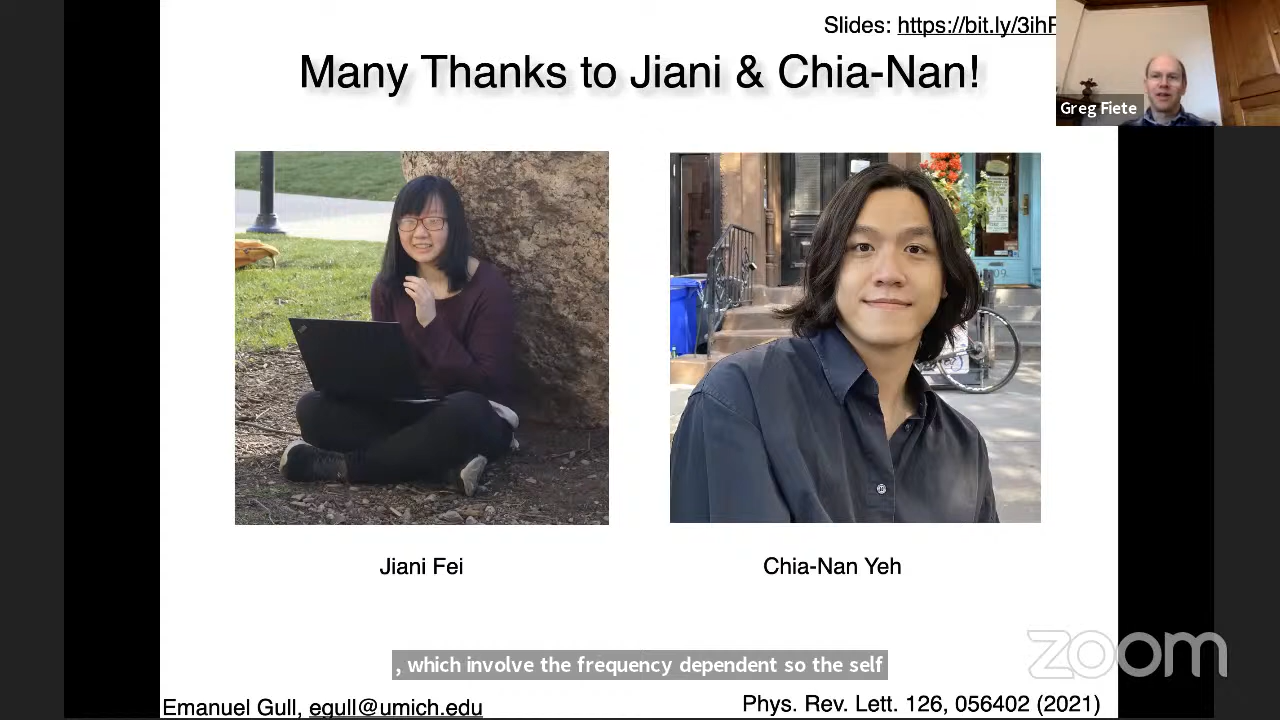 Slides: https://bit.ly/3ih
Many Thanks to Jiani & Chia-Nan!
Greg Fiete
Jiani Fei
Chia-Nan Yeh
, which involve the frequency dependent so the self
zoom
Emanuel Gull, egull@umich.edu
Phys. Rev. Lett. 126, 056402 (2021)